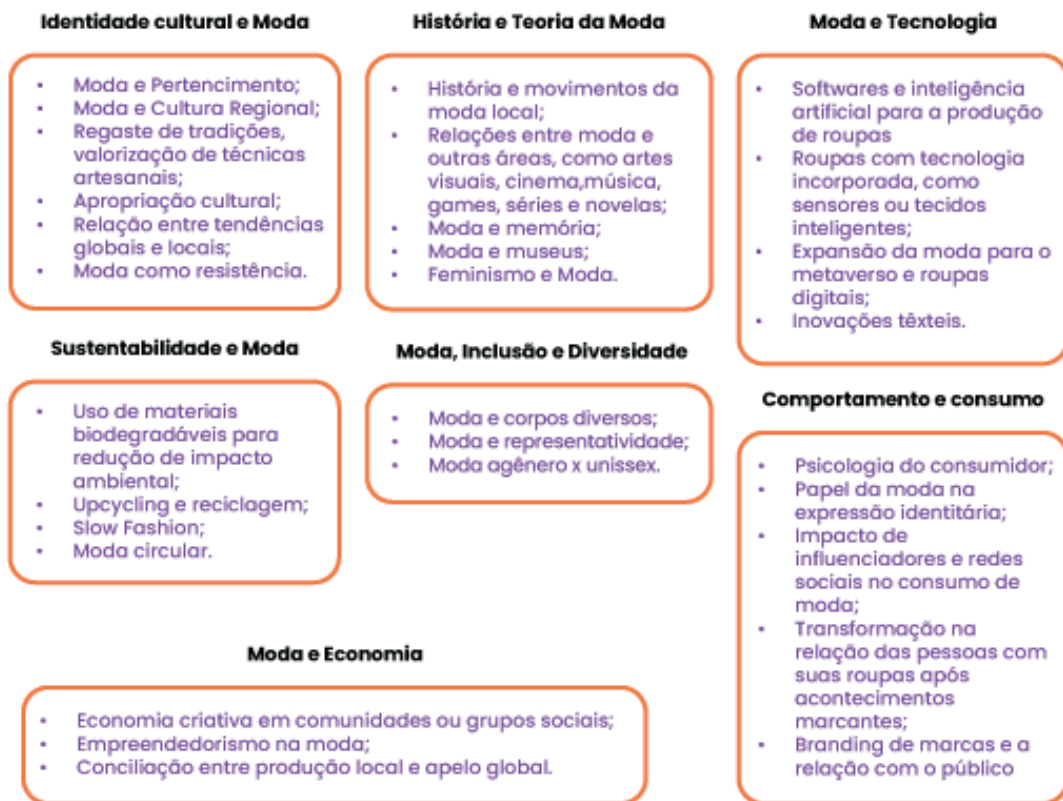 Identidade cultural e Moda
• Moda e Pertencimento;
• Moda e Cultura Regional;
• Regaste de tradições,
valorização de técnicas
artesanais;
• Apropriação cultural;
• Relação entre tendências
globais e locais;
• Moda como resistência.
História e Teoria da Moda
• História e movimentos da
moda local;
• Relações entre moda e
outras áreas, como artes
visuais, cinema,música,
games, séries e novelas;
• Moda e memória;
• Moda e museus;
• Feminismo e Moda.
Moda e Tecnologia
• Softwares e inteligência
artificial para a produção
de roupas
• Roupas com tecnologia
incorporada, como
sensores ou tecidos
inteligentes;
• Expansão da moda para o
metaverso e roupas
digitais;
• Inovações têxteis.
Sustentabilidade e Moda
• Uso de materiais
biodegradáveis para
redução de impacto
ambiental;
• Upcycling e reciclagem;
• Slow Fashion;
• Moda circular.
Moda, Inclusão e Diversidade
• Moda e corpos diversos;
• Moda e representatividade;
• Moda agênero x unissex.
Comportamento e consumo
• Psicologia do consumidor;
• Papel da moda na
expressão identitária;
• Impacto de
influenciadores e redes
sociais no consumo de
moda;
• Transformação na
relação das pessoas com
suas roupas após
acontecimentos
marcantes;
• Branding de marcas e a
relação com o público
Moda e Economia
• Economia criativa em comunidades ou grupos sociais;
• Empreendedorismo na moda;
• Conciliação entre produção local e apelo global.